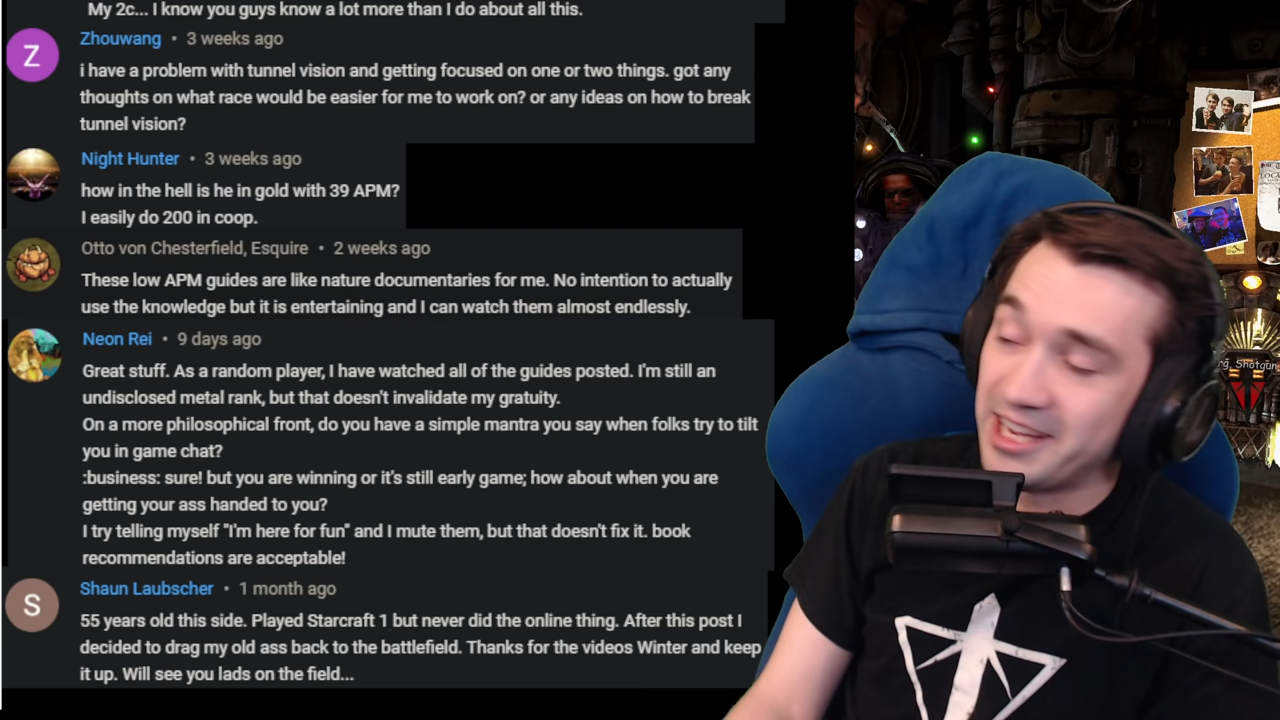 My 2c... I know you guys know a lot more than I do about all this.
Zhouwang • 3 weeks ago
Z
i have a problem with tunnel vision and getting focused on one or two things. got any
thoughts on what race would be easier for me to work on? or any ideas on how to break
tunnel vision?
Night Hunter • 3 weeks ago
how in the hell is he in gold with 39 APM?
I easily do 200 in coop.
Otto von Chesterfield, Esquire • 2 weeks ago
These low APM guides are like nature documentaries for me. No intention to actually
use the knowledge but it is entertaining and I can watch them almost endlessly.
Neon Rei • 9 days ago
Great stuff. As a random player, I have watched all of the guides posted. I'm still an
undisclosed metal rank, but that doesn't invalidate my gratuity.
On a more philosophical front, do you have a simple mantra you say when folks try to tilt
you in game chat?
:business: sure! but you are winning or it's still early game; how about when you are
getting your ass handed to you?
I try telling myself "I'm here for fun" and I mute them, but that doesn't fix it. book
recommendations are acceptable!
Shaun Laubscher • 1 month ago
S
55 years old this side. Played Starcraft 1 but never did the online thing. After this post I
decided to drag my old ass back to the battlefield. Thanks for the videos Winter and keep
it up. Will see you lads on the field...
Shotgun